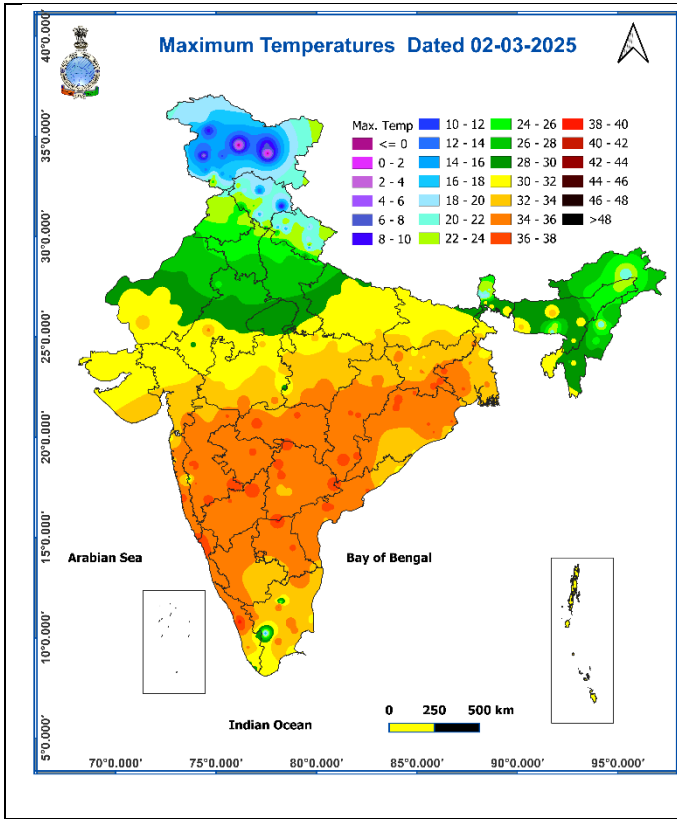 Maximum Temperatures Dated 02-03-2025
Max. Temp
<= 0
0 - 2
2 - 4
4 - 6
6 - 8
8 - 10
10 - 12
12 - 14
14 - 16
16 - 18
18 - 20
20 - 22
22 - 24
24 - 26
26 - 28
28 - 30
30 - 32
32 - 34
34 - 36
36 - 38
38 - 40
40 - 42
42 - 44
44 - 46
46 - 48
>48
40°0.000'
35°0.000'
30°0.000'
25°0.000'
20°0.000'
15°0.000'
10°0.000'
5°0.000'
Arabian Sea
Bay of Bengal
Indian Ocean
0 250 500 km
70°0.000' 75°0.000' 80°0.000' 85°0.000' 90°0.000' 95°0.000'